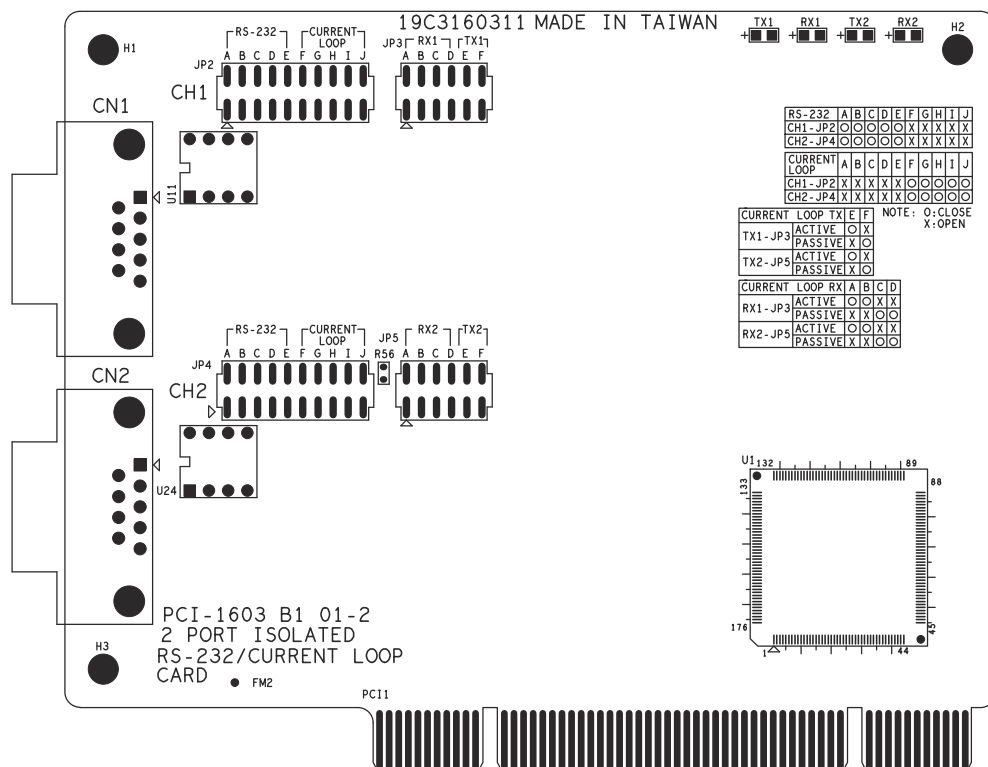 19C3160311 MADE IN TAIWAN
TX1 RX1 TX2 RX2
+ + + +
H1
H2
RS-232 CURRENT LOOP
JP3 RX1 TX1
JP2
A B C D E F G H I J
A B C D E F
CH1
CN1
U11
RS-232 A B C D E F G H I J
CH1-JP2 O O O O O X X X X X
CH2-JP4 O O O O O X X X X X
CURRENT LOOP A B C D E F G H I J
CH1-JP2 X X X X X O O O O O
CH2-JP4 X X X X X O O O O O
NOTE: O:CLOSE
X:OPEN
CURRENT LOOP TX E F
TX1-JP3 ACTIVE O X
PASSIVE X O
TX2-JP5 ACTIVE O X
PASSIVE X O
CURRENT LOOP RX A B C D
RX1-JP3 ACTIVE O O X X
PASSIVE X X O O
RX2-JP5 ACTIVE O O X X
PASSIVE X X O O
RS-232 CURRENT LOOP
JP5 RX2 TX2
R56
JP4
A B C D E F G H I J
A B C D E F
CN2
CH2
U24
U1 132 89
133 88
176 45
1 44
PCI-1603 B1 01-2
2 PORT ISOLATED
RS-232/CURRENT LOOP
CARD
H3
FM2
PCI1